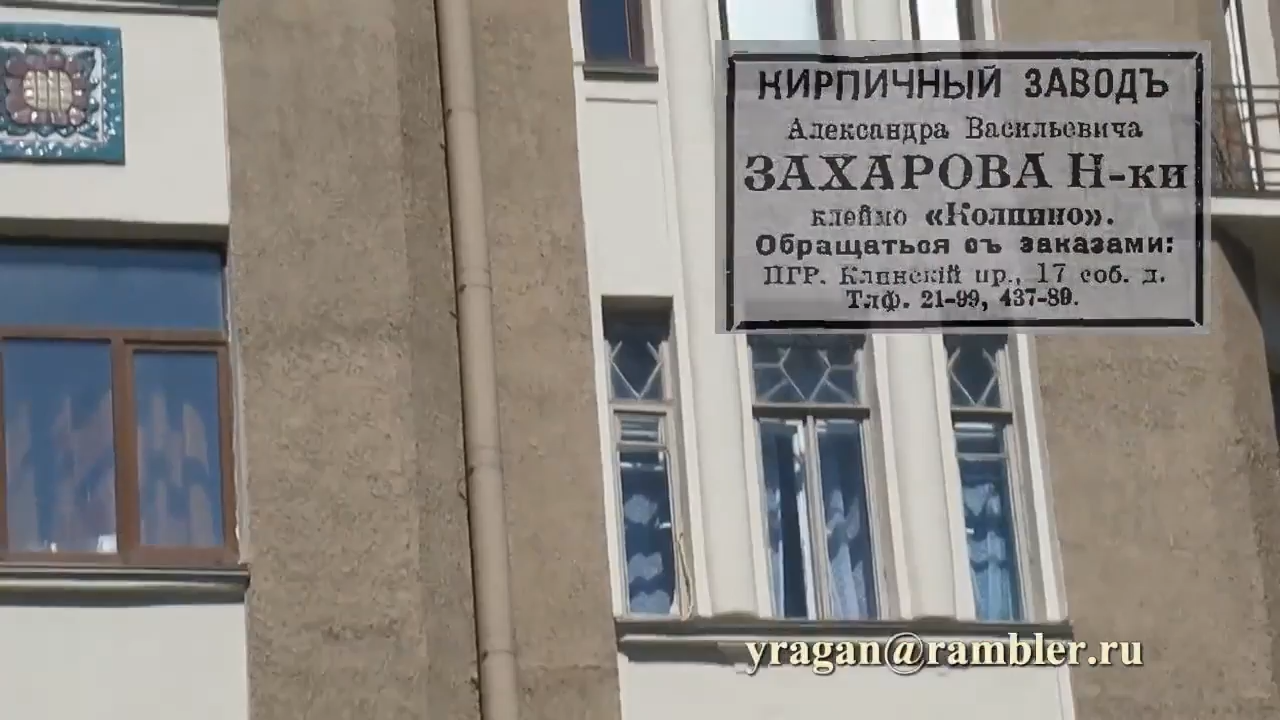 КИРПИЧНЫЙ ЗАВОДЪ
Александра Васильевича
ЗАХАРОВА Н-ки
клеймо «Колпино».
Обращаться съ заказами:
ПГР. Клинскій пр., 17 соб. д.
Тлф. 21-99, 437-80.
yragan@rambler.ru